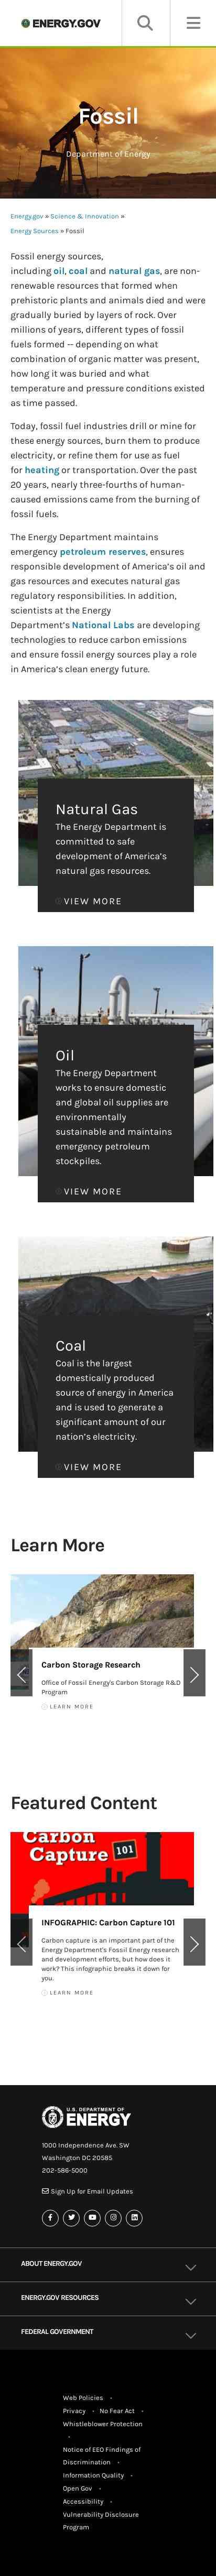 ENERGY.GOV
Fossil
Department of Energy
Energy.gov » Science & Innovation »
Energy Sources » Fossil
Fossil energy sources,
including oil, coal and natural gas, are non-
renewable resources that formed when
prehistoric plants and animals died and were
gradually buried by layers of rock. Over
millions of years, different types of fossil
fuels formed -- depending on what
combination of organic matter was present,
how long it was buried and what
temperature and pressure conditions existed
as time passed.
Today, fossil fuel industries drill or mine for
these energy sources, burn them to produce
electricity, or refine them for use as fuel
for heating or transportation. Over the past
20 years, nearly three-fourths of human-
caused emissions came from the burning of
fossil fuels.
The Energy Department maintains
emergency petroleum reserves, ensures
responsible development of America's oil and
gas resources and executes natural gas
regulatory responsibilities. In addition,
scientists at the Energy
Department's National Labs are developing
technologies to reduce carbon emissions
and ensure fossil energy sources play a role
in America's clean energy future.
Natural Gas
The Energy Department is
committed to safe
development of America's
natural gas resources.
VIEW MORE
Oil
The Energy Department
works to ensure domestic
and global oil supplies are
environmentally
sustainable and maintains
emergency petroleum
stockpiles.
VIEW MORE
Coal
Coal is the largest
domestically produced
source of energy in America
and is used to generate a
significant amount of our
nation's electricity.
VIEW MORE
Learn More
Carbon Storage Research
Office of Fossil Energy's Carbon Storage R&D
Program
LEARN MORE
Featured Content
Carbon
Capture 101
INFOGRAPHIC: Carbon Capture 101
Carbon capture is an important part of the
Energy Department's Fossil Energy research
and development efforts, but how does it
work? This infographic breaks it down for
you.
LEARN MORE
U.S. DEPARTMENT OF
ENERGY
1000 Independence Ave. SW
Washington DC 20585
202-586-5000
Sign Up for Email Updates
ABOUT ENERGY.GOV
ENERGY.GOV RESOURCES
FEDERAL GOVERNMENT
Web Policies •
Privacy • No Fear Act •
Whistleblower Protection
•
Notice of EEO Findings of
Discrimination •
Information Quality •
Open Gov •
Accessibility •
Vulnerability Disclosure
Program